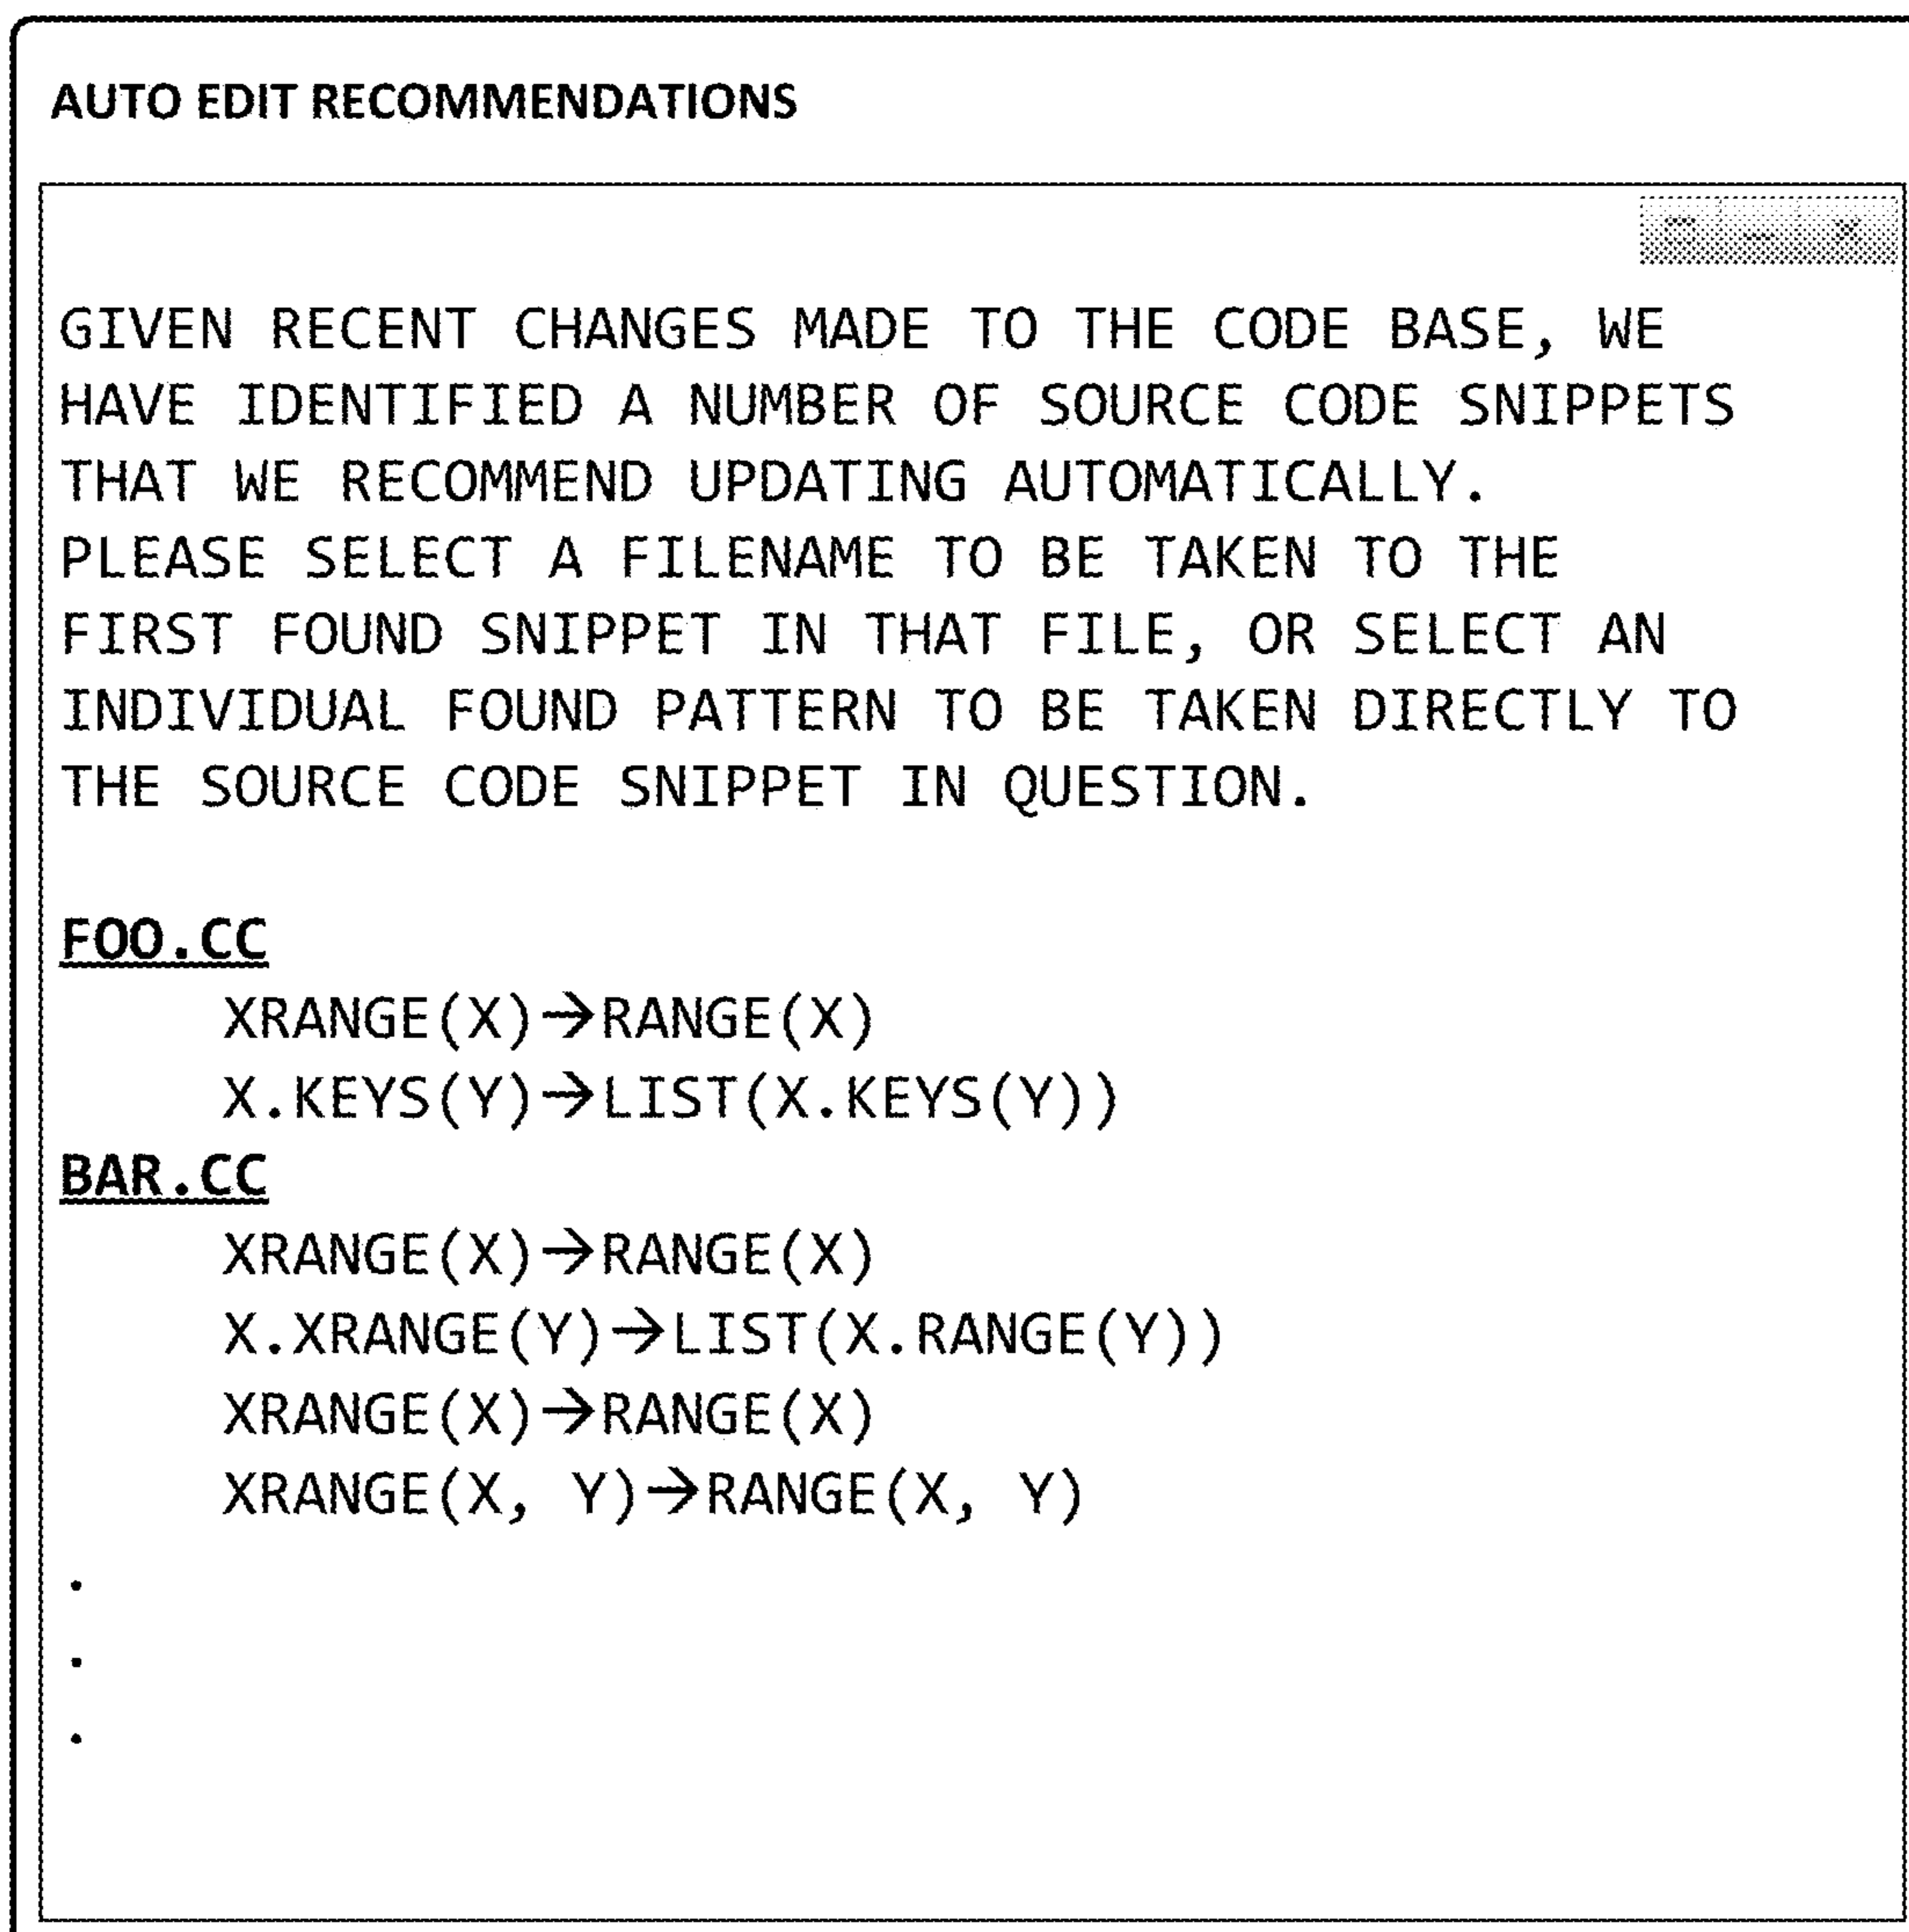 AUTO EDIT RECOMMENDATIONS
GIVEN RECENT CHANGES MADE TO THE CODE BASE, WE
HAVE IDENTIFIED A NUMBER OF SOURCE CODE SNIPPETS
THAT WE RECOMMEND UPDATING AUTOMATICALLY.
PLEASE SELECT A FILENAME TO BE TAKEN TO THE
FIRST FOUND SNIPPET IN THAT FILE, OR SELECT AN
INDIVIDUAL FOUND PATTERN TO BE TAKEN DIRECTLY TO
THE SOURCE CODE SNIPPET IN QUESTION.
FOO.CC
XRANGE(X)→RANGE(X)
X.KEYS(Y)→LIST(X.KEYS(Y))
BAR.CC
XRANGE(X)→RANGE(X)
X.XRANGE(Y)→LIST(X.RANGE(Y))
XRANGE(X)→RANGE(X)
XRANGE(X, Y)→RANGE(X, Y)
.
.
.